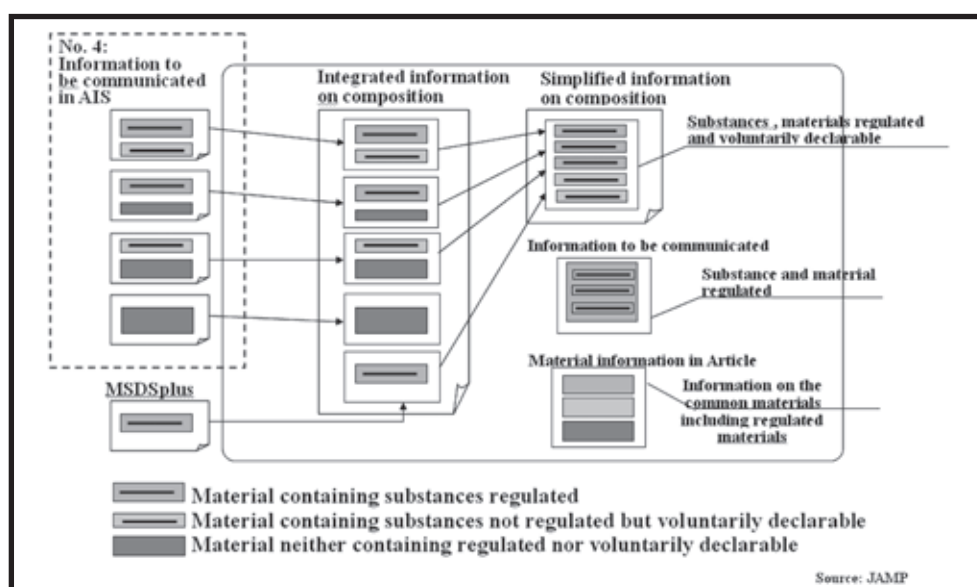 No. 4:
Information to
be communicated
in AIS
Integrated information
on composition
Simplified information
on composition
Substances , materials regulated
and voluntarily declarable
Information to be communicated
Substance and material
regulated
Material information in Article
Information on the
common materials
including regulated
materials
MSDSplus
Material containing substances regulated
Material containing substances not regulated but voluntarily declarable
Material neither containing regulated nor voluntarily declarable
Source: JAMP